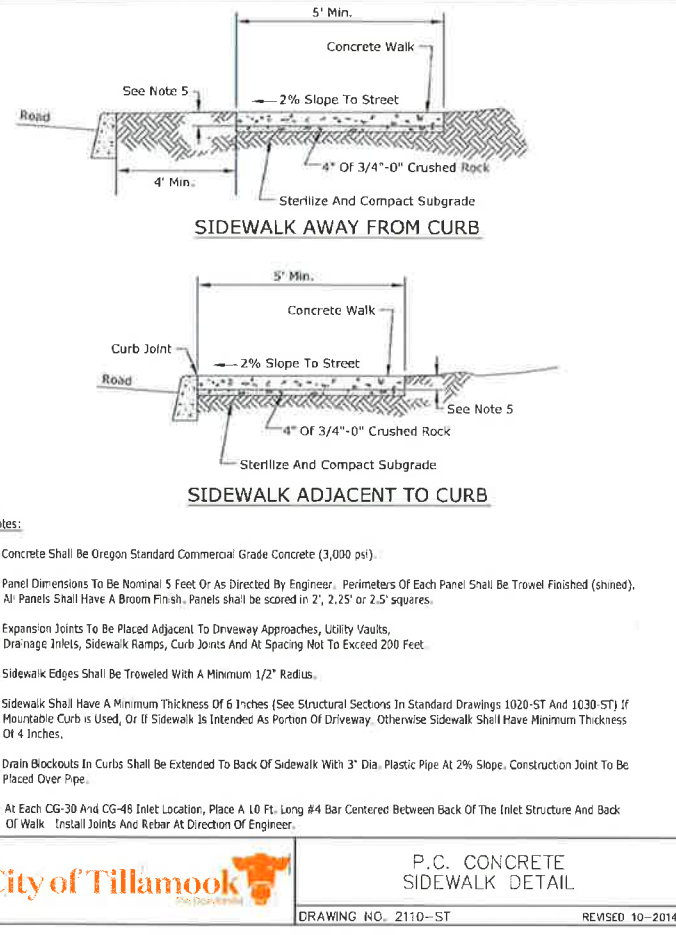 5' Min.
Concrete Walk
See Note 5
2% Slope To Street
Road
4" Of 3/4"-0" Crushed Rock
4' Min.
Sterilize And Compact Subgrade
SIDEWALK AWAY FROM CURB
5' Min.
Concrete Walk
Curb Joint
2% Slope To Street
Road
See Note 5
4" Of 3/4"-0" Crushed Rock
Sterilize And Compact Subgrade
SIDEWALK ADJACENT TO CURB
otes:
Concrete Shall Be Oregon Standard Commercial Grade Concrete (3,000 psi).
Panel Dimensions To Be Nominal 5 Feet Or As Directed By Engineer. Perimeters Of Each Panel Shall Be Trowel Finished (shined).
All Panels Shall Have A Broom Finish. Panels shall be scored in 2', 2.25' or 2.5' squares.
Expansion Joints To Be Placed Adjacent To Driveway Approaches, Utility Vaults,
Drainage Inlets, Sidewalk Ramps, Curb Joints And At Spacing Not To Exceed 200 Feet
Sidewalk Edges Shall Be Troweled With A Minimum 1/2" Radius.
Sidewalk Shall Have A Minimum Thickness Of 6 Inches (See Structural Sections In Standard Drawings 1020-ST And 1030-ST) If
Mountable Curb is Used, Or If Sidewalk Is Intended As Portion Of Driveway. Otherwise Sidewalk Shall Have Minimum Thickness
Of 4 Inches.
Drain Blockouts In Curbs Shall Be Extended To Back Of Sidewalk With 3" Dia. Plastic Pipe At 2% Slope. Construction Joint To Be
Placed Over Pipe.
At Each CG-30 And CG-48 Inlet Location, Place A 10 Ft. Long #4 Bar Centered Between Back Of The Inlet Structure And Back
Of Walk Install Joints And Rebar At Direction Of Engineer.
City of Tillamook
P.C. CONCRETE
SIDEWALK DETAIL
DRAWING NO. 2110-ST
REVISED 10-2014